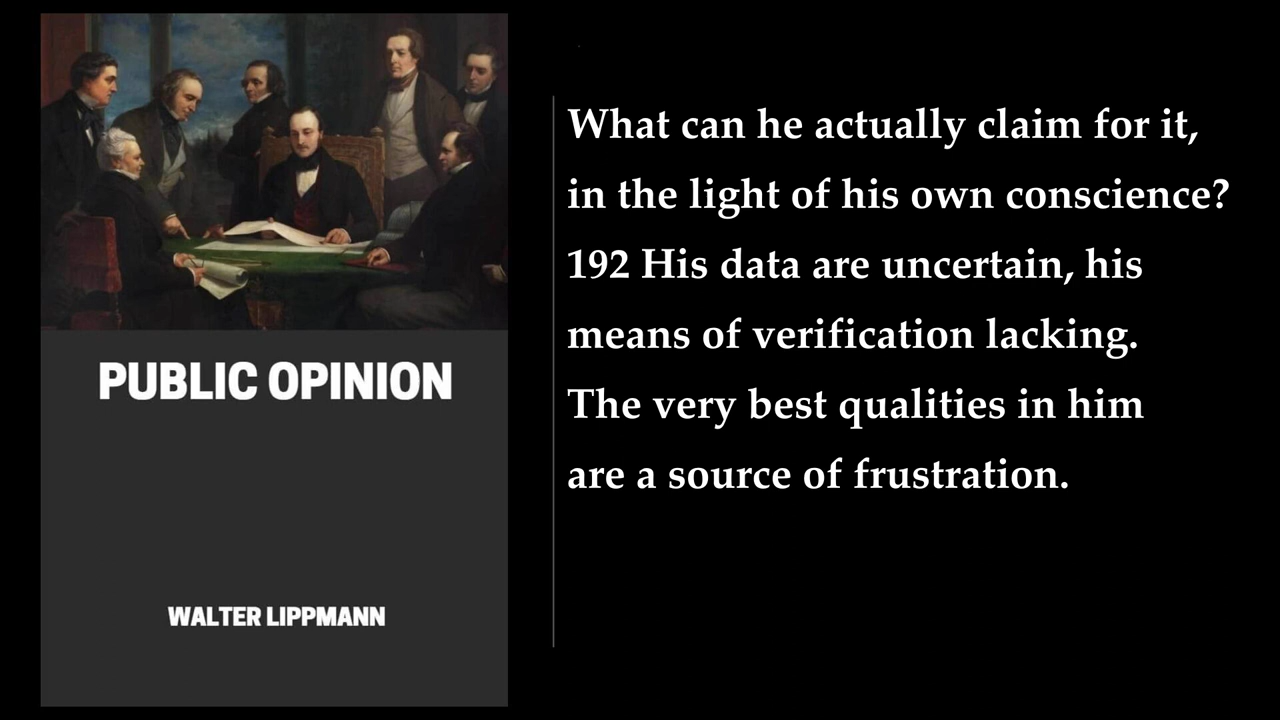 PUBLIC OPINION
WALTER LIPPMANN
What can he actually claim for it,
in the light of his own conscience?
192 His data are uncertain, his
means of verification lacking.
The very best qualities in him
are a source of frustration.